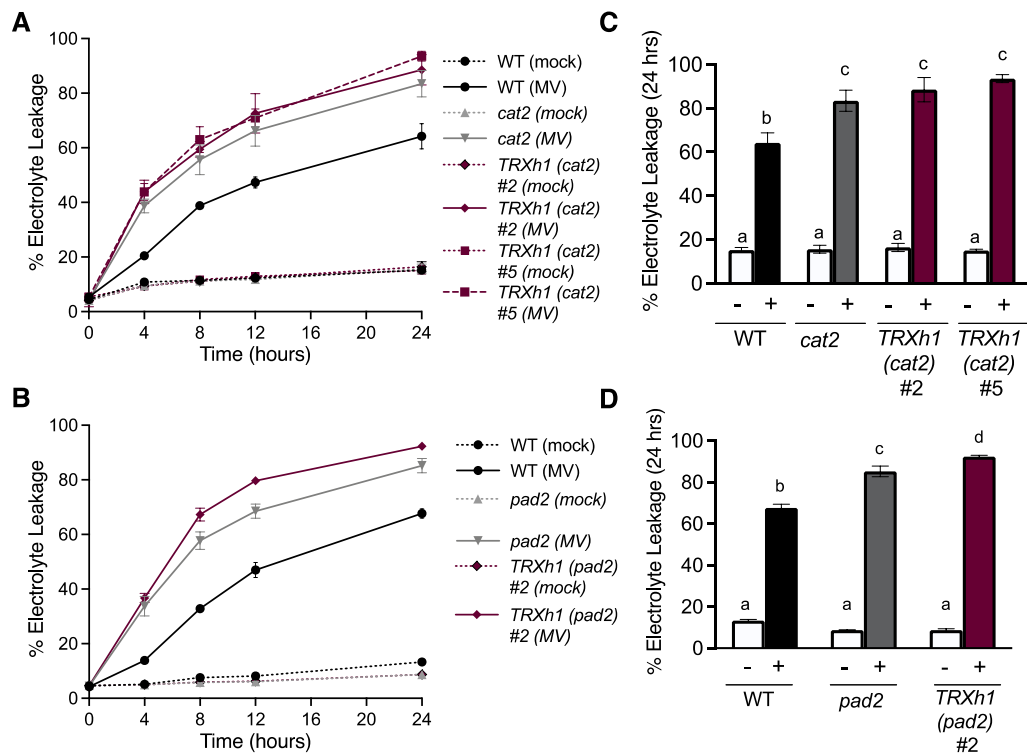 A
% Electrolyte Leakage
100
80
60
40
20
0
0
4
8
12
24
Time (hours)
WT (mock)
WT (MV)
cat2 (mock)
cat2 (MV)
TRXh1 (cat2)
#2 (mock)
TRXh1 (cat2)
#2 (MV)
TRXh1 (cat2)
#5 (mock)
TRXh1 (cat2)
#5 (MV)
C
% Electrolyte Leakage (24 hrs)
100
80
60
40
20
0
a
b
a
c
a
c
a
c
- + - + - + - +
WT
cat2
TRXh1
(cat2)
#2
TRXh1
(cat2)
#5
B
% Electrolyte Leakage
100
80
60
40
20
0
0
4
8
12
24
Time (hours)
WT (mock)
WT (MV)
pad2 (mock)
pad2 (MV)
TRXh1 (pad2)
#2 (mock)
TRXh1 (pad2)
#2 (MV)
D
% Electrolyte Leakage (24 hrs)
100
80
60
40
20
0
a
b
a
c
a
d
- + - + - +
WT
pad2
TRXh1
(pad2)
#2